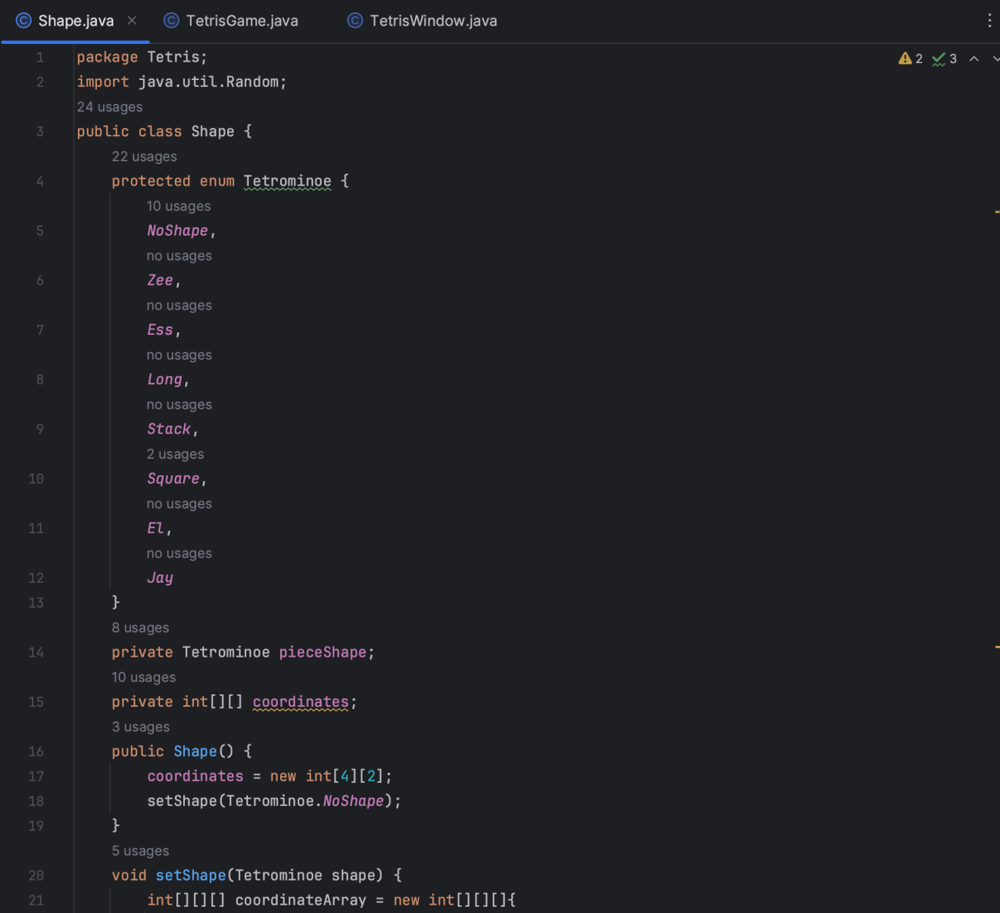 Shape.java TetrisGame.java TetrisWindow.java
1 package Tetris; 2 3
2 import java.util.Random;
24 usages
3 public class Shape {
22 usages
4 protected enum Tetrominoe {
10 usages
5 NoShape,
no usages
6 Zee,
no usages
7 Ess,
no usages
8 Long,
no usages
9 Stack,
2 usages
10 Square,
no usages
11 El,
no usages
12 Jay
13 }
8 usages
14 private Tetrominoe pieceShape;
10 usages
15 private int[][] coordinates;
3 usages
16 public Shape() {
17 coordinates = new int[4][2];
18 setShape(Tetrominoe.NoShape);
19 }
5 usages
20 void setShape(Tetrominoe shape) {
21 int[][][] coordinateArray = new int[][][]{